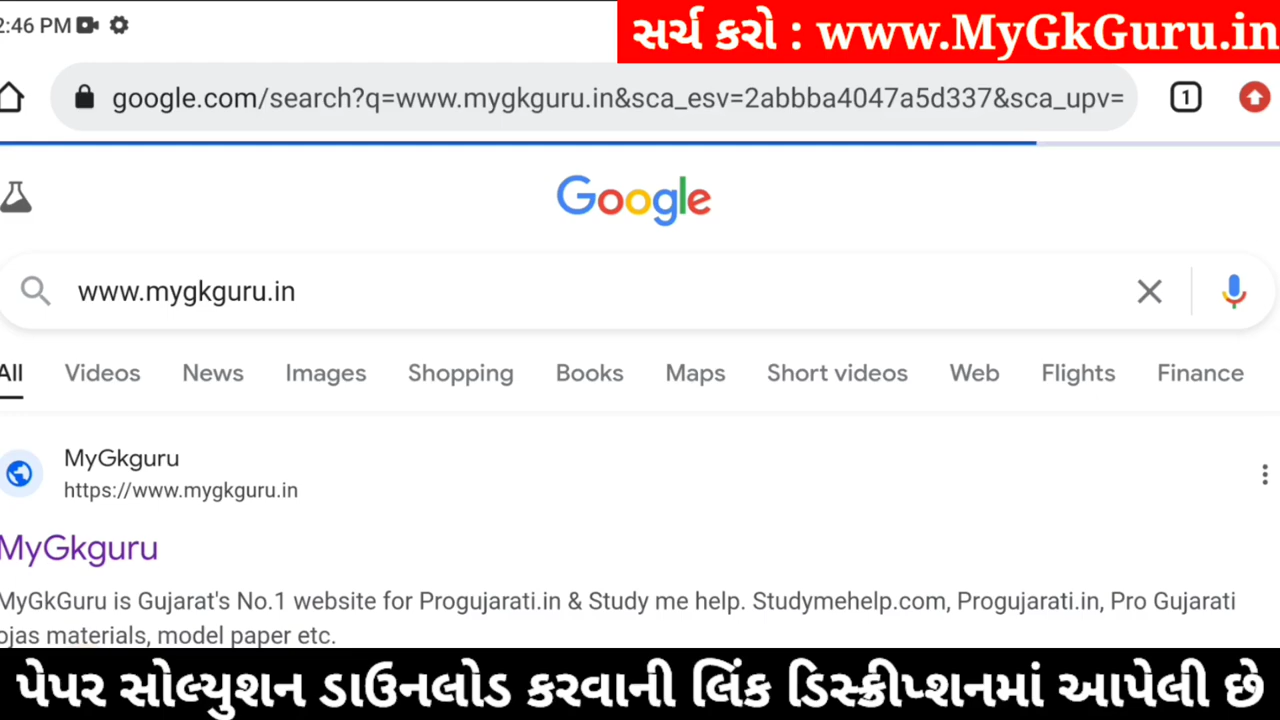 2:46 PM
સર્ચ કરો : www.MyGkGuru.in
google.com/search?q=www.mygkguru.in&sca_esv=2abbba4047a5d337&sca_upv=
1
Google
www.mygkguru.in
All Videos News Images Shopping Books Maps Short videos Web Flights Finance
MyGkguru
https://www.mygkguru.in
MyGkguru
MyGkGuru is Gujarat's No.1 website for Progujarati.in & Study me help. Studymehelp.com, Progujarati.in, Pro Gujarati
ojas materials, model paper etc.
પેપર સોલ્યુશન ડાઉનલોડ કરવાની લિંક ડિસ્ક્રીપ્શનમાં આપેલી છે